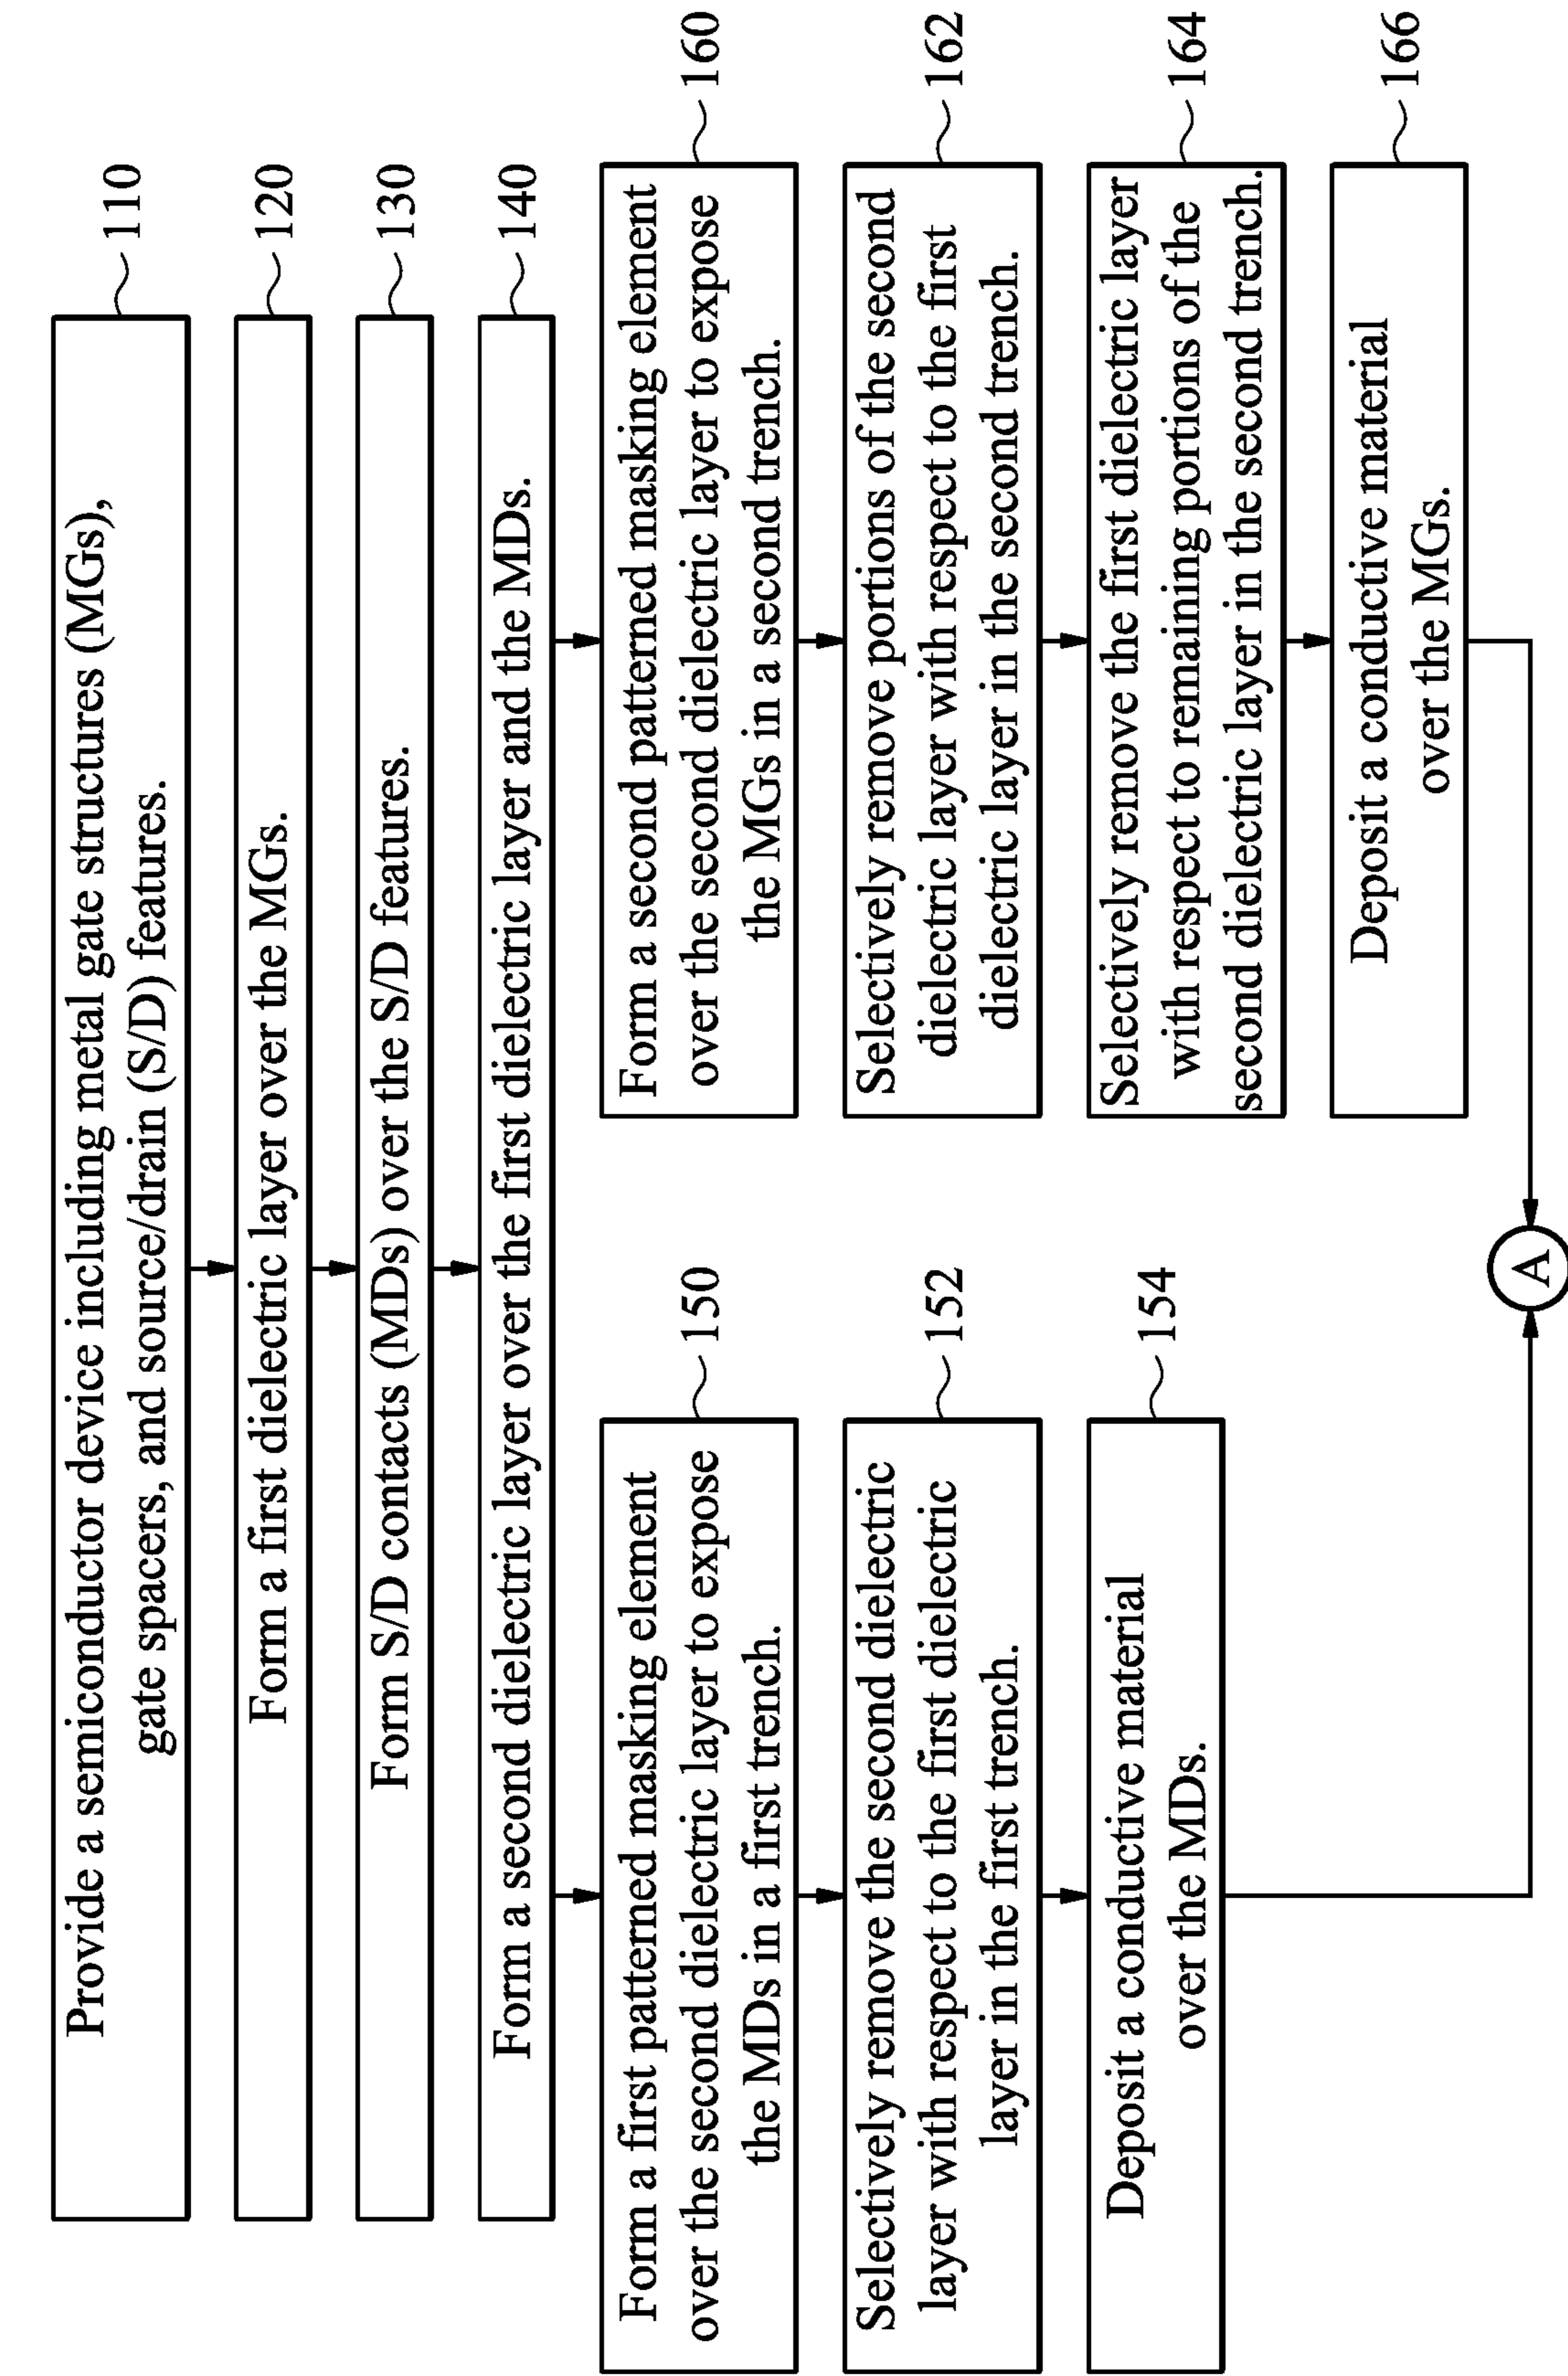 Provide a semiconductor device including metal gate structures (MGs),
gate spacers, and source/drain (S/D) features.
110
Form a first dielectric layer over the MGs.
120
Form S/D contacts (MDs) over the S/D features.
130
Form a second dielectric layer over the first dielectric layer and the MDs.
140
Form a first patterned masking element
over the second dielectric layer to expose
the MDs in a first trench.
150
Selectively remove the second dielectric
layer with respect to the first dielectric
layer in the first trench.
152
Deposit a conductive material
over the MDs.
154
Form a second patterned masking element
over the second dielectric layer to expose
the MGs in a second trench.
160
Selectively remove portions of the second
dielectric layer with respect to the first
dielectric layer in the second trench.
162
Selectively remove the first dielectric layer
with respect to remaining portions of the
second dielectric layer in the second trench.
164
Deposit a conductive material
over the MGs.
166
A